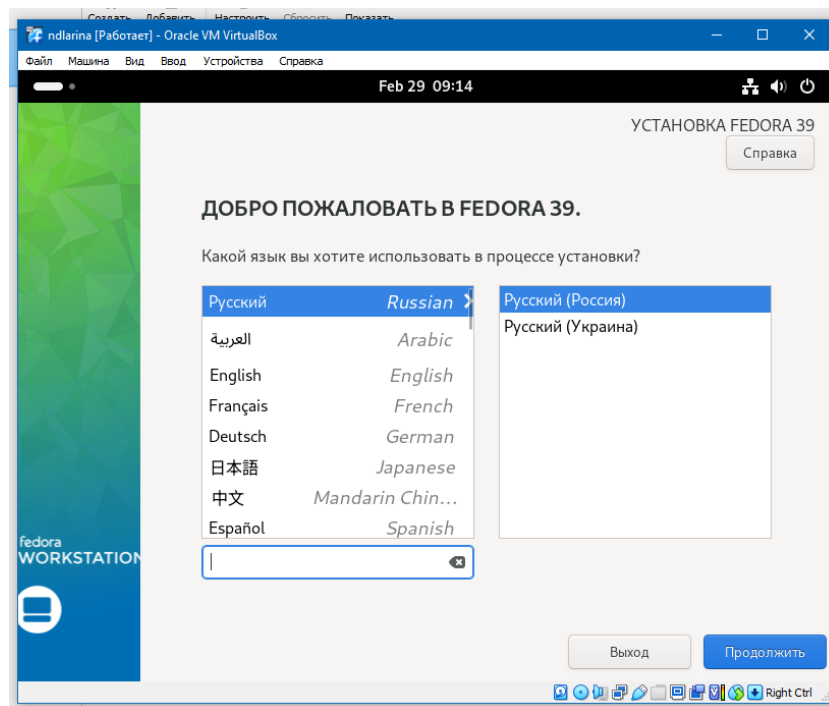 Создать Добавить Настроить Сбросить Показать
ndlarina [Работает] - Oracle VM VirtualBox
Файл Машина Вид Ввод Устройства Справка
Feb 29 09:14
УСТАНОВКА FEDORA 39
Справка
ДОБРО ПОЖАЛОВАТЬ В FEDORA 39.
Какой язык вы хотите использовать в процессе установки?
Русский Russian
العربية Arabic
English English
Français French
Deutsch German
日本語 Japanese
中文 Mandarin Chin...
Español Spanish
Русский (Россия)
Русский (Украина)
fedora
WORKSTATION
Выход Продолжить
Right Ctrl